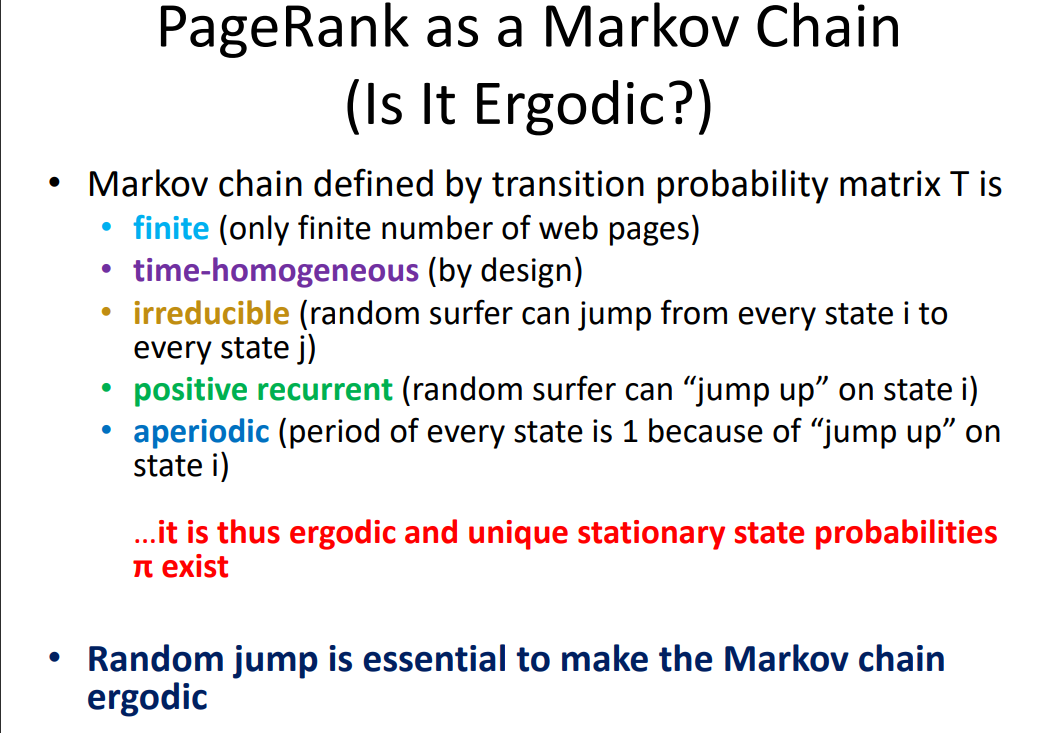 PageRank as a Markov Chain
(Is It Ergodic?)
• Markov chain defined by transition probability matrix T is
• finite (only finite number of web pages)
• time-homogeneous (by design)
• irreducible (random surfer can jump from every state i to
every state j)
• positive recurrent (random surfer can “jump up” on state i)
• aperiodic (period of every state is 1 because of “jump up” on
state i)
...it is thus ergodic and unique stationary state probabilities
π exist
• Random jump is essential to make the Markov chain
ergodic